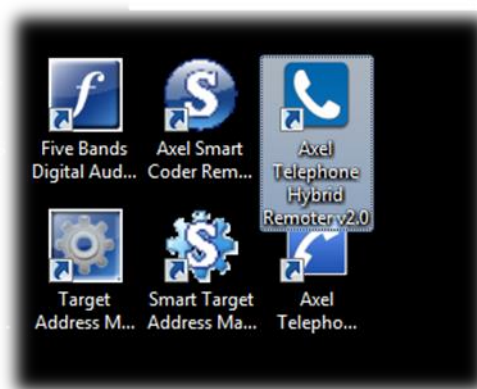 Five Bands
Digital Aud...
Axel Smart
Coder Rem...
Axel
Telephone
Hybrid
Remoter v2.0
Target
Address M...
Smart Target
Address Ma...
Axel
Telepho...